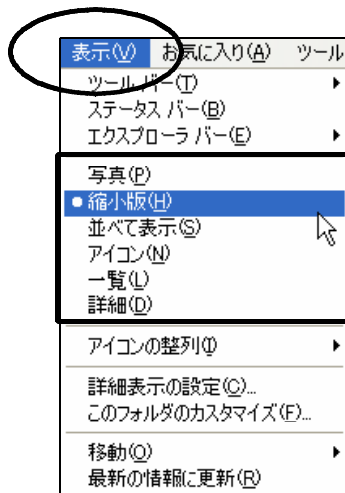 表示(V) お気に入り(A) ツール
ツール バー(T)
ステータス バー(B)
エクスプローラ バー(E)
写真(P)
縮小版(H)
並べて表示(S)
アイコン(N)
一覧(L)
詳細(D)
アイコンの整列(I)
詳細表示の設定(C)...
このフォルダのカスタマイズ(F)...
移動(O)
最新の情報に更新(R)